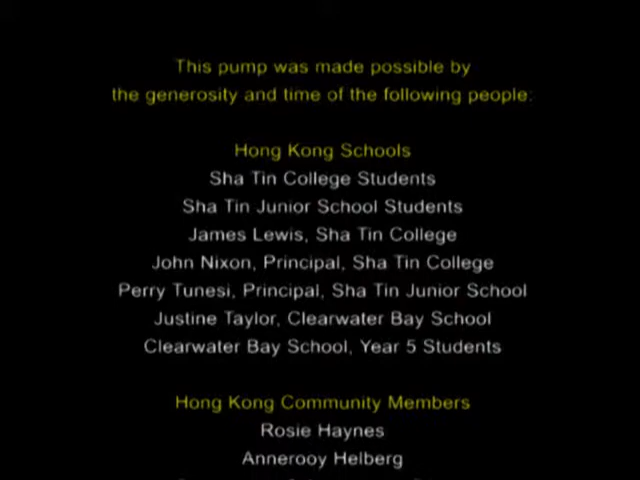 This pump was made possible by
the generosity and time of the following people:
Hong Kong Schools
Sha Tin College Students
Sha Tin Junior School Students
James Lewis, Sha Tin College
John Nixon, Principal, Sha Tin College
Perry Tunesi, Principal, Sha Tin Junior School
Justine Taylor, Clearwater Bay School
Clearwater Bay School, Year 5 Students
Hong Kong Community Members
Rosie Haynes
Annerooy Helberg